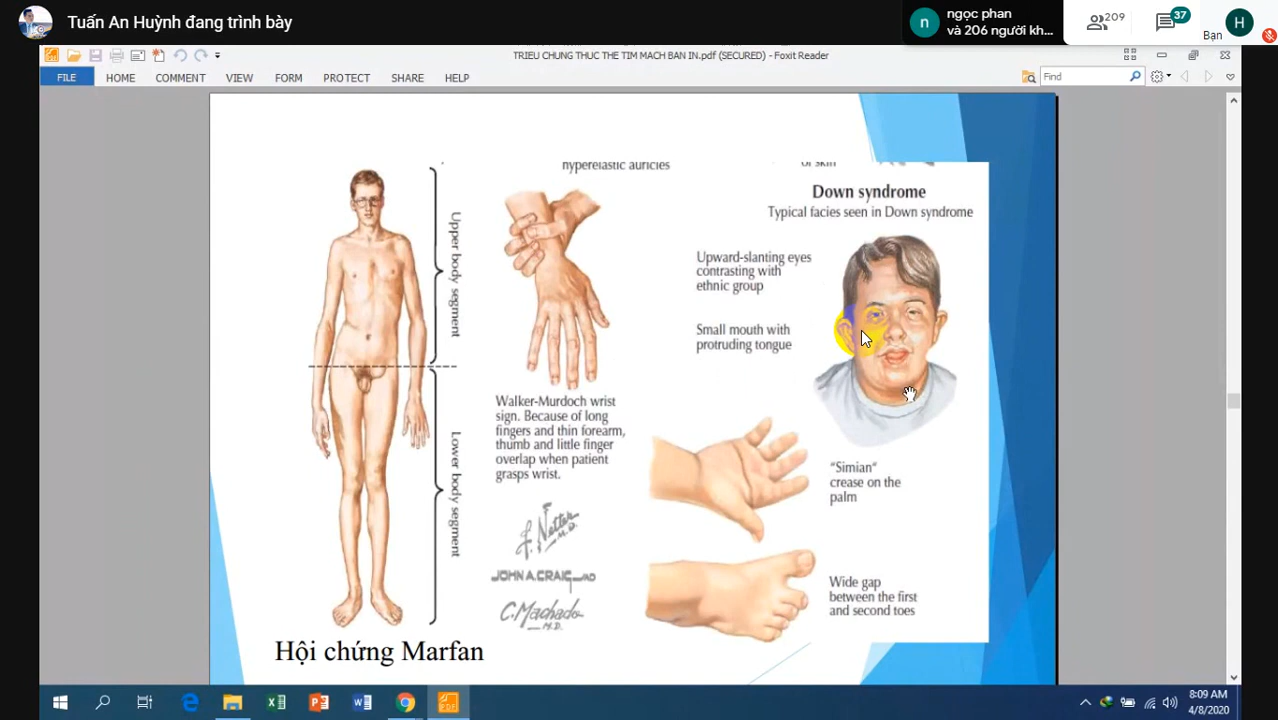 Tuấn An Huỳnh đang trình bày
n
ngọc phan
và 206 người kh...
209
37
H
Bạn
TRIEU CHUNG THUC THE TIM MACH BAN IN.pdf (SECURED) - Foxit Reader
FILE
HOME
COMMENT
VIEW
FORM
PROTECT
SHARE
HELP
Find
hyperelastic auricles
of skin
Upper body segment
Lower body segment
Walker-Murdoch wrist
sign. Because of long
fingers and thin forearm,
thumb and little finger
overlap when patient
grasps wrist.
f. Netter
M.D.
JOHN A. CRAIG AD
C. Machado
M.D.
Hội chứng Marfan
Down syndrome
Typical facies seen in Down syndrome
Upward-slanting eyes
contrasting with
ethnic group
Small mouth with
protruding tongue
"Simian"
crease on the
palm
Wide gap
between the first
and second toes
8:09 AM
4/8/2020